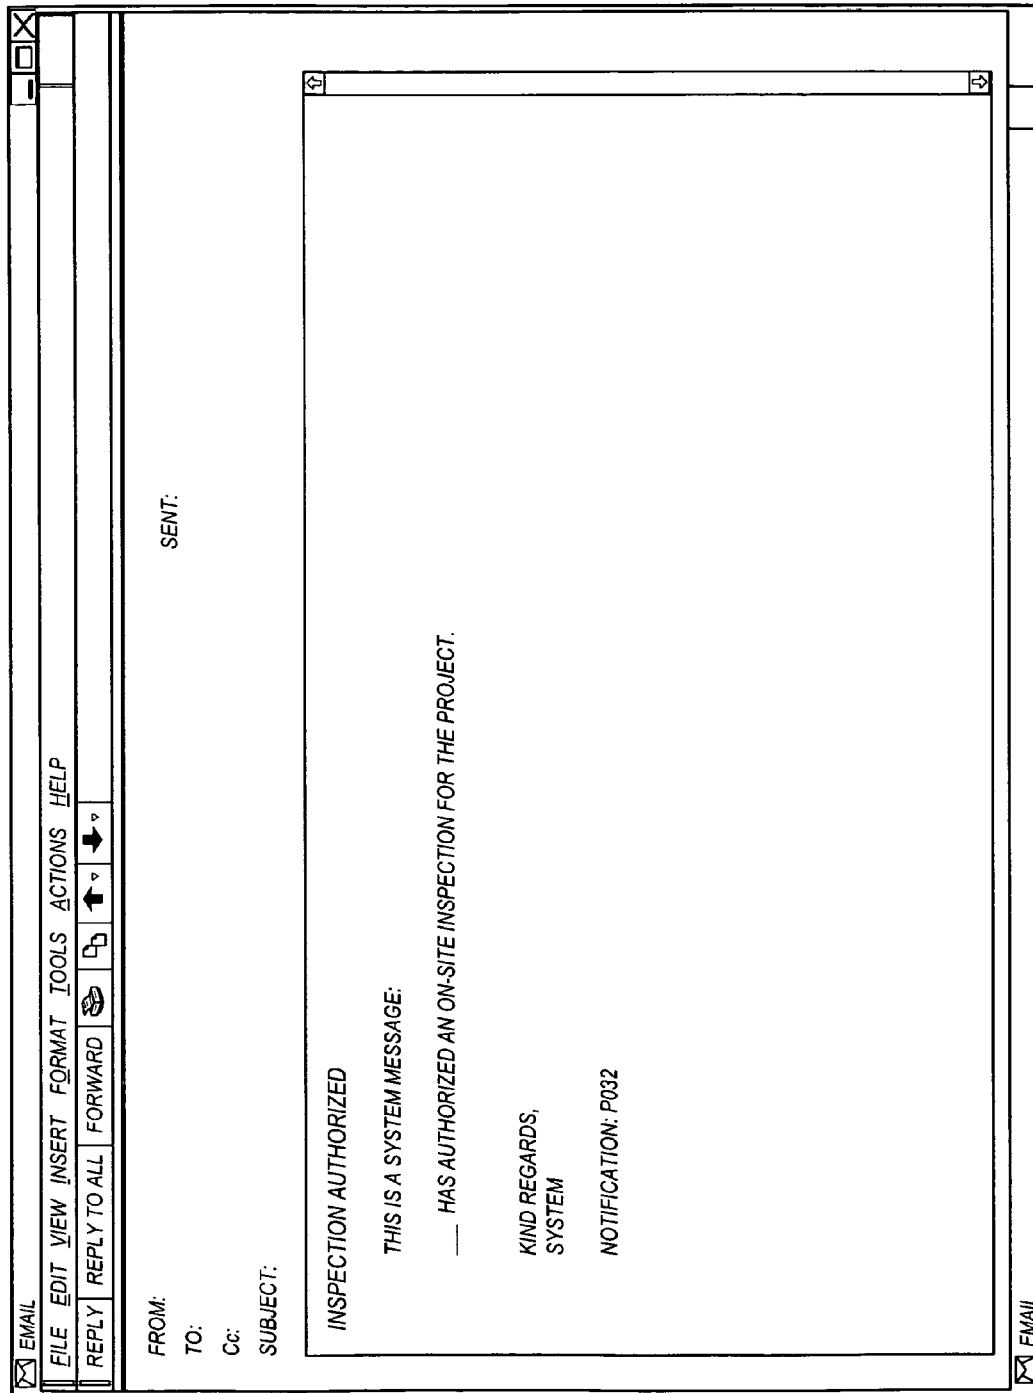 EMAIL
FILE EDIT VIEW INSERT FORMAT TOOLS ACTIONS HELP
REPLY REPLY TO ALL FORWARD
FROM:
SENT:
TO:
Cc:
SUBJECT:
INSPECTION AUTHORIZED
THIS IS A SYSTEM MESSAGE:
___ HAS AUTHORIZED AN ON-SITE INSPECTION FOR THE PROJECT.
KIND REGARDS,
SYSTEM
NOTIFICATION: P032
EMAIL